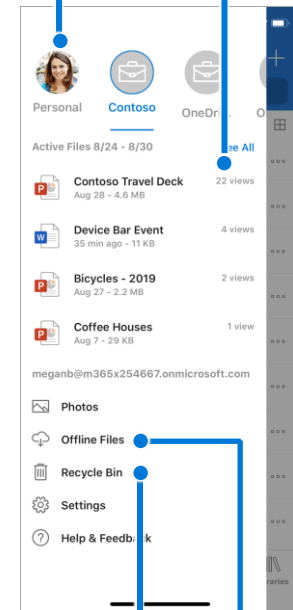 Personal
Contoso
OneDri..
O
Active Files 8/24 - 8/30
ee All
P
Contoso Travel Deck
22 views
Aug 28 - 4.6 MB
W
Device Bar Event
4 views
35 min ago - 11 KB
P
Bicycles - 2019
2 views
Aug 27 - 2.2 MB
P
Coffee Houses
1 view
Aug 7 - 29 KB
meganb@m365x254667.onmicrosoft.com
Photos
Offline Files
Recycle Bin
Settings
Help & Feedb k
raries